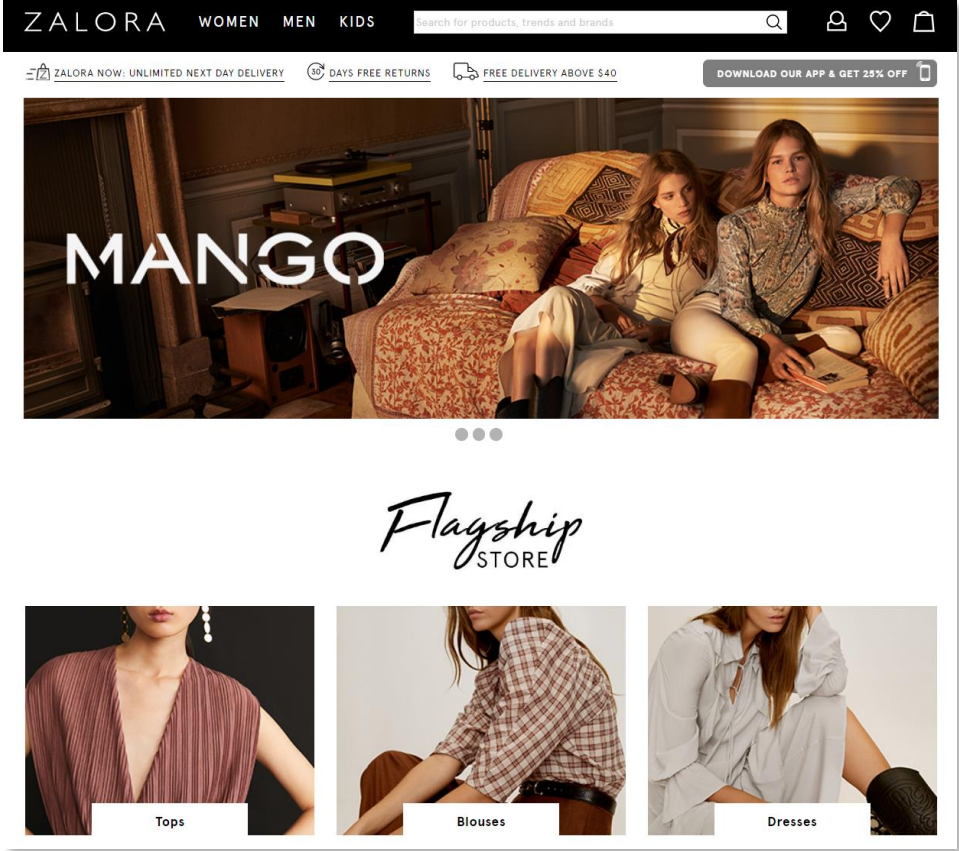 ZALORA WOMEN MEN KIDS Search for products, trends and brands
ZALORA NOW: UNLIMITED NEXT DAY DELIVERY 30 DAYS FREE RETURNS FREE DELIVERY ABOVE $40 DOWNLOAD OUR APP & GET 25% OFF
MANGO
Flagship
STORE
Tops Blouses Dresses